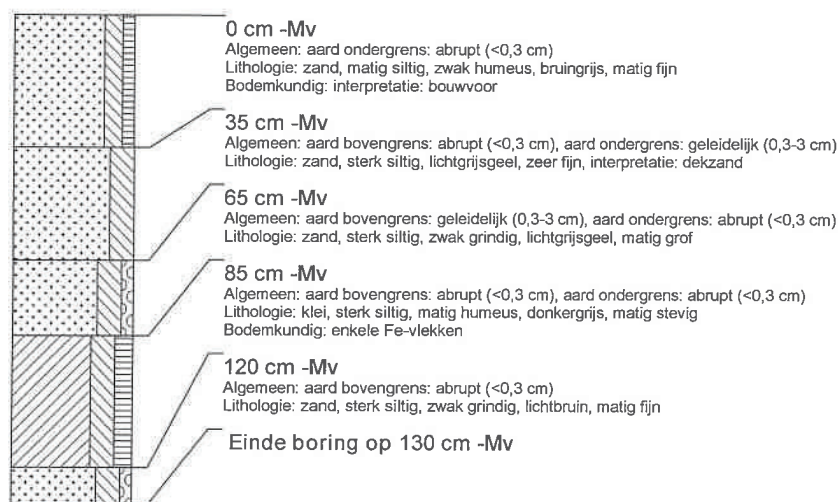 0 cm -Mv
Algemeen: aard ondergrens: abrupt (<0,3 cm)
Lithologie: zand, matig siltig, zwak humeus, bruingrijs, matig fijn
Bodemkundig: interpretatie: bouwvoor
35 cm -Mv
Algemeen: aard bovengrens: abrupt (<0,3 cm), aard ondergrens: geleidelijk (0,3-3 cm)
Lithologie: zand, sterk siltig, lichtgrijsgeel, zeer fijn, interpretatie: dekzand
65 cm -Mv
Algemeen: aard bovengrens: geleidelijk (0,3-3 cm), aard ondergrens: abrupt (<0,3 cm)
Lithologie: zand, sterk siltig, zwak grindig, lichtgrijsgeel, matig grof
85 cm -Mv
Algemeen: aard bovengrens: abrupt (<0,3 cm), aard ondergrens: abrupt (<0,3 cm)
Lithologie: klei, sterk siltig, matig humeus, donkergrijs, matig stevig
Bodemkundig: enkele Fe-vlekken
120 cm -Mv
Algemeen: aard bovengrens: abrupt (<0,3 cm)
Lithologie: zand, sterk siltig, zwak grindig, lichtbruin, matig fijn
Einde boring op 130 cm -Mv